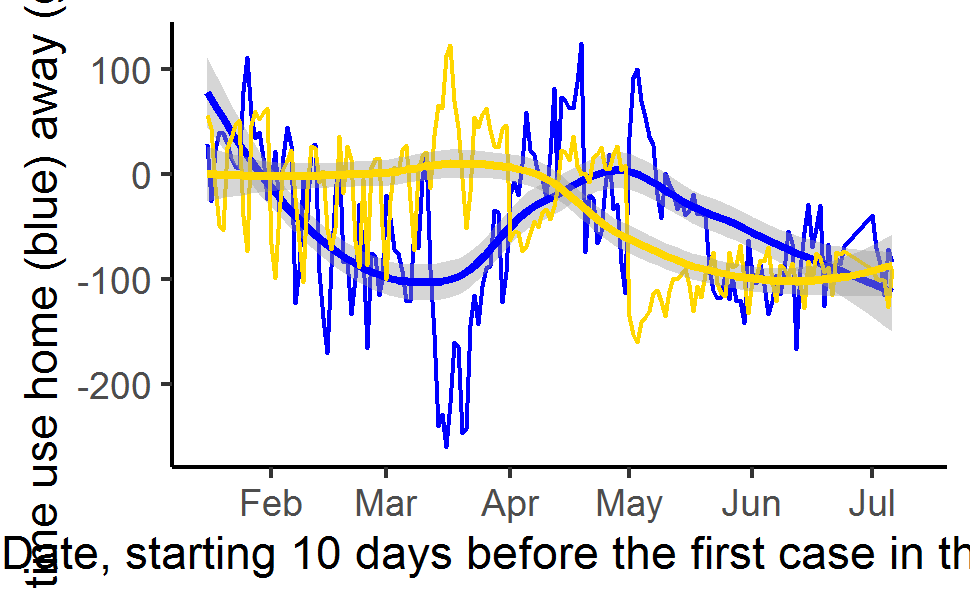 time use home (blue) away (
100
0
-100
-200
Feb Mar Apr May Jun Jul
Date, starting 10 days before the first case in th